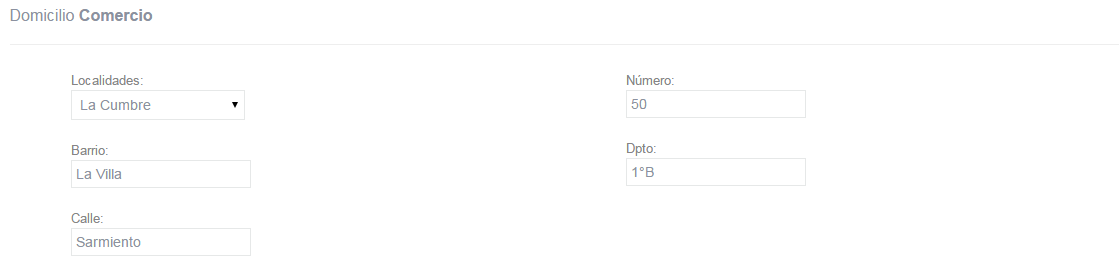 Domicilio Comercio
Localidades:
La Cumbre
Barrio:
La Villa
Calle:
Sarmiento
Número:
50
Dpto:
1°B